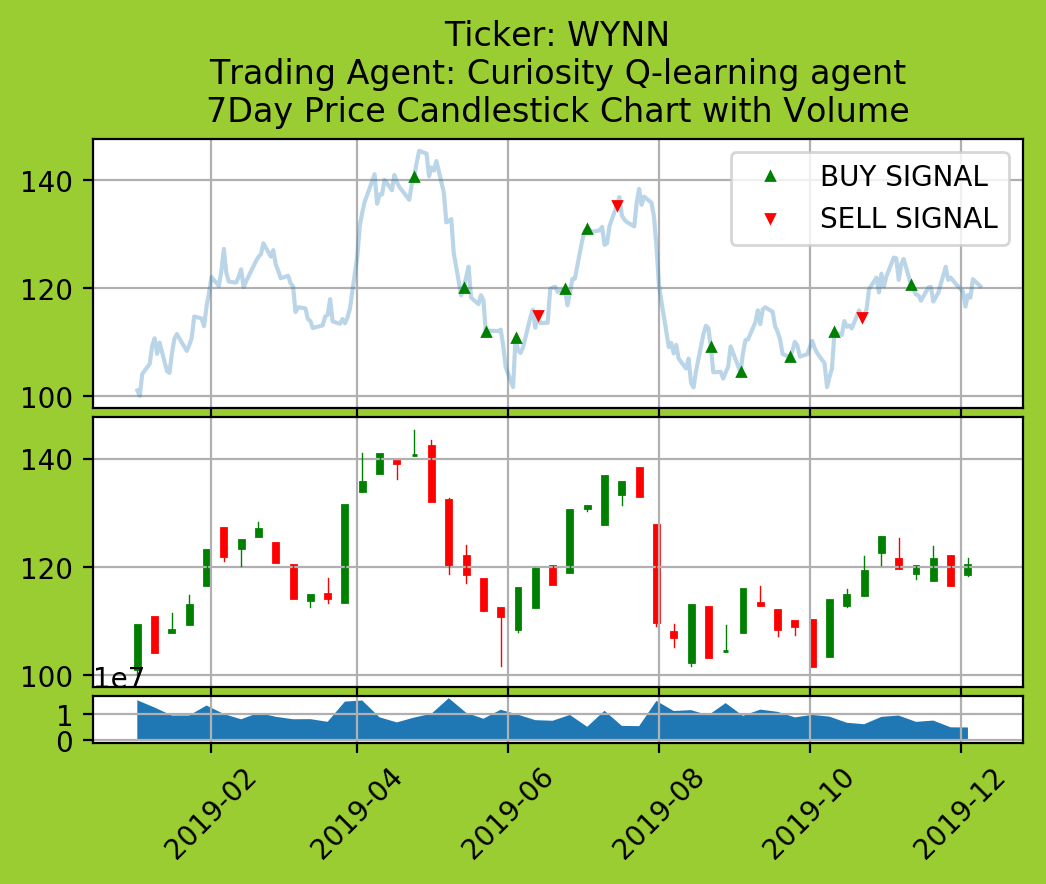 Ticker: WYNN
Trading Agent: Curiosity Q-learning agent
7Day Price Candlestick Chart with Volume
BUY SIGNAL
SELL SIGNAL
140
120
100
140
120
100
1e7
1
0
2019-02
2019-04
2019-06
2019-08
2019-10
2019-12